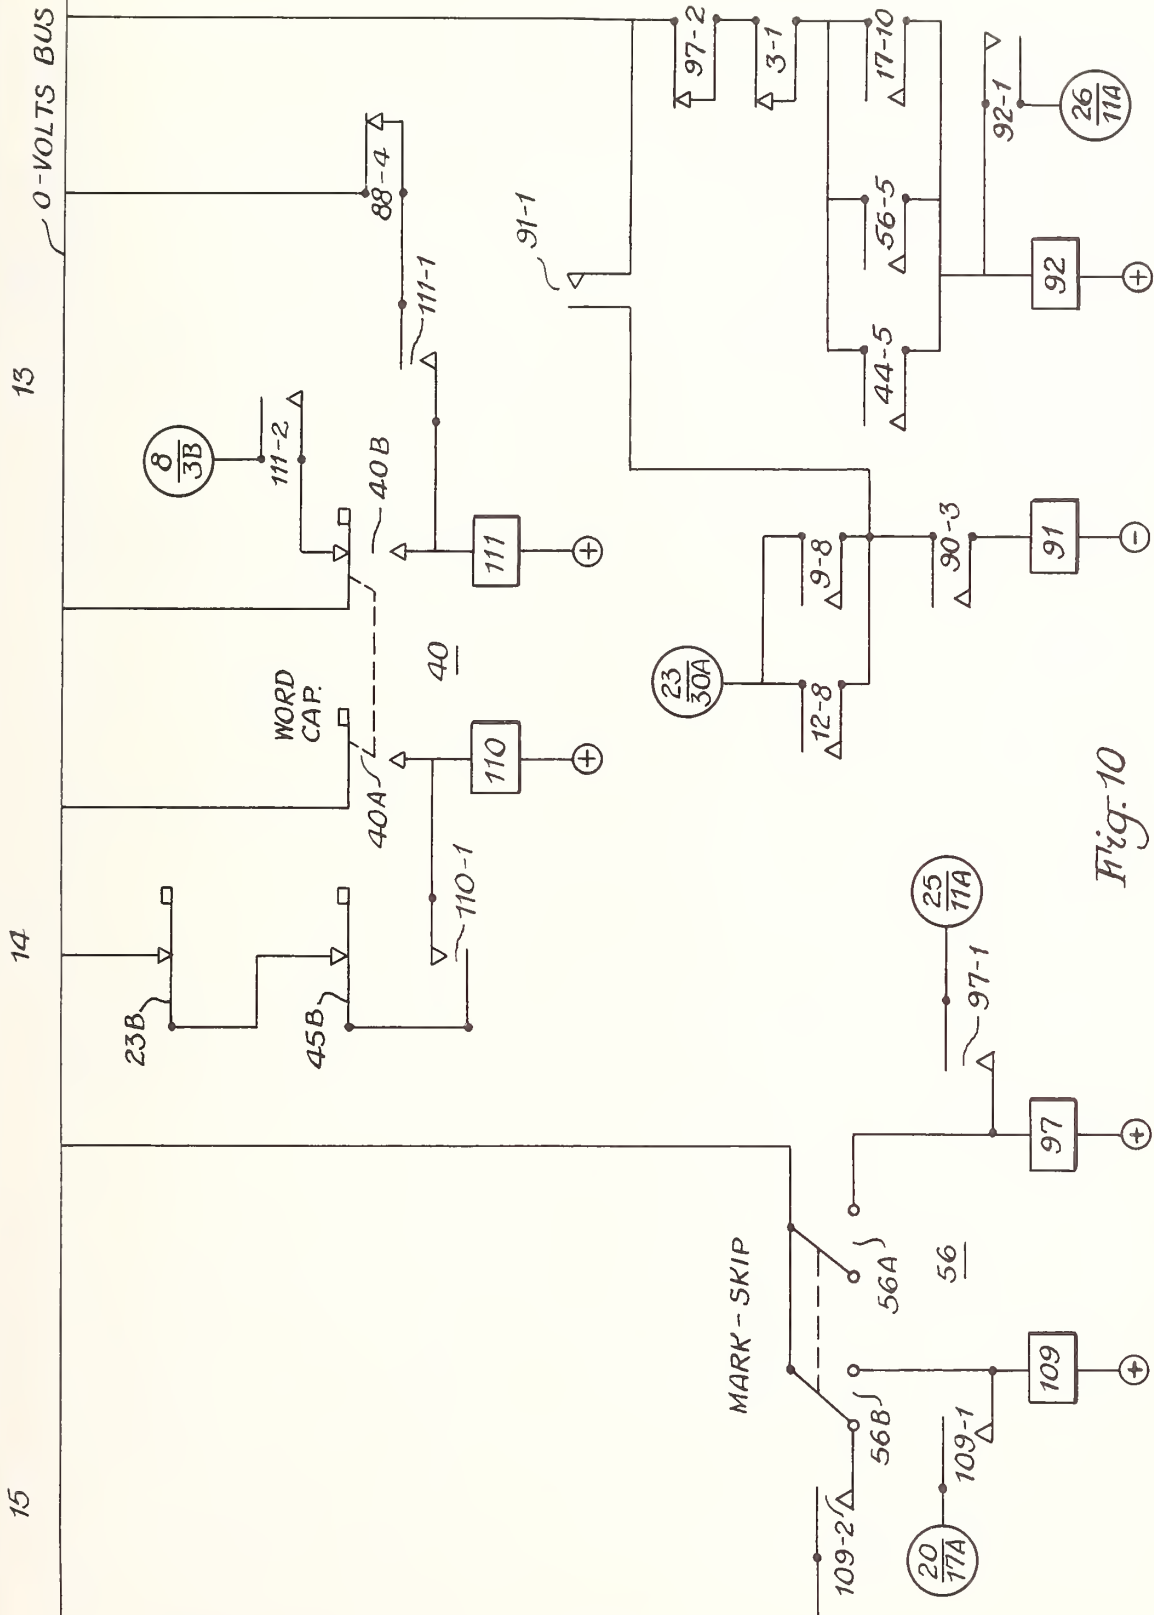 15
14
13
0-VOLTS BUS
23B
45B
110-1
40A
WORD
CAP.
110
+
40
8
3B
111-2
40B
111
+
111-1
88-4
91-1
97-2
3-1
17-10
56-5
44-5
92-1
26
11A
92
+
23
30A
9-8
12-8
90-3
91
-
MARK-SKIP
56B
56A
56
109-2
109-1
20
17A
109
+
97-1
25
11A
97
+
Fig. 10